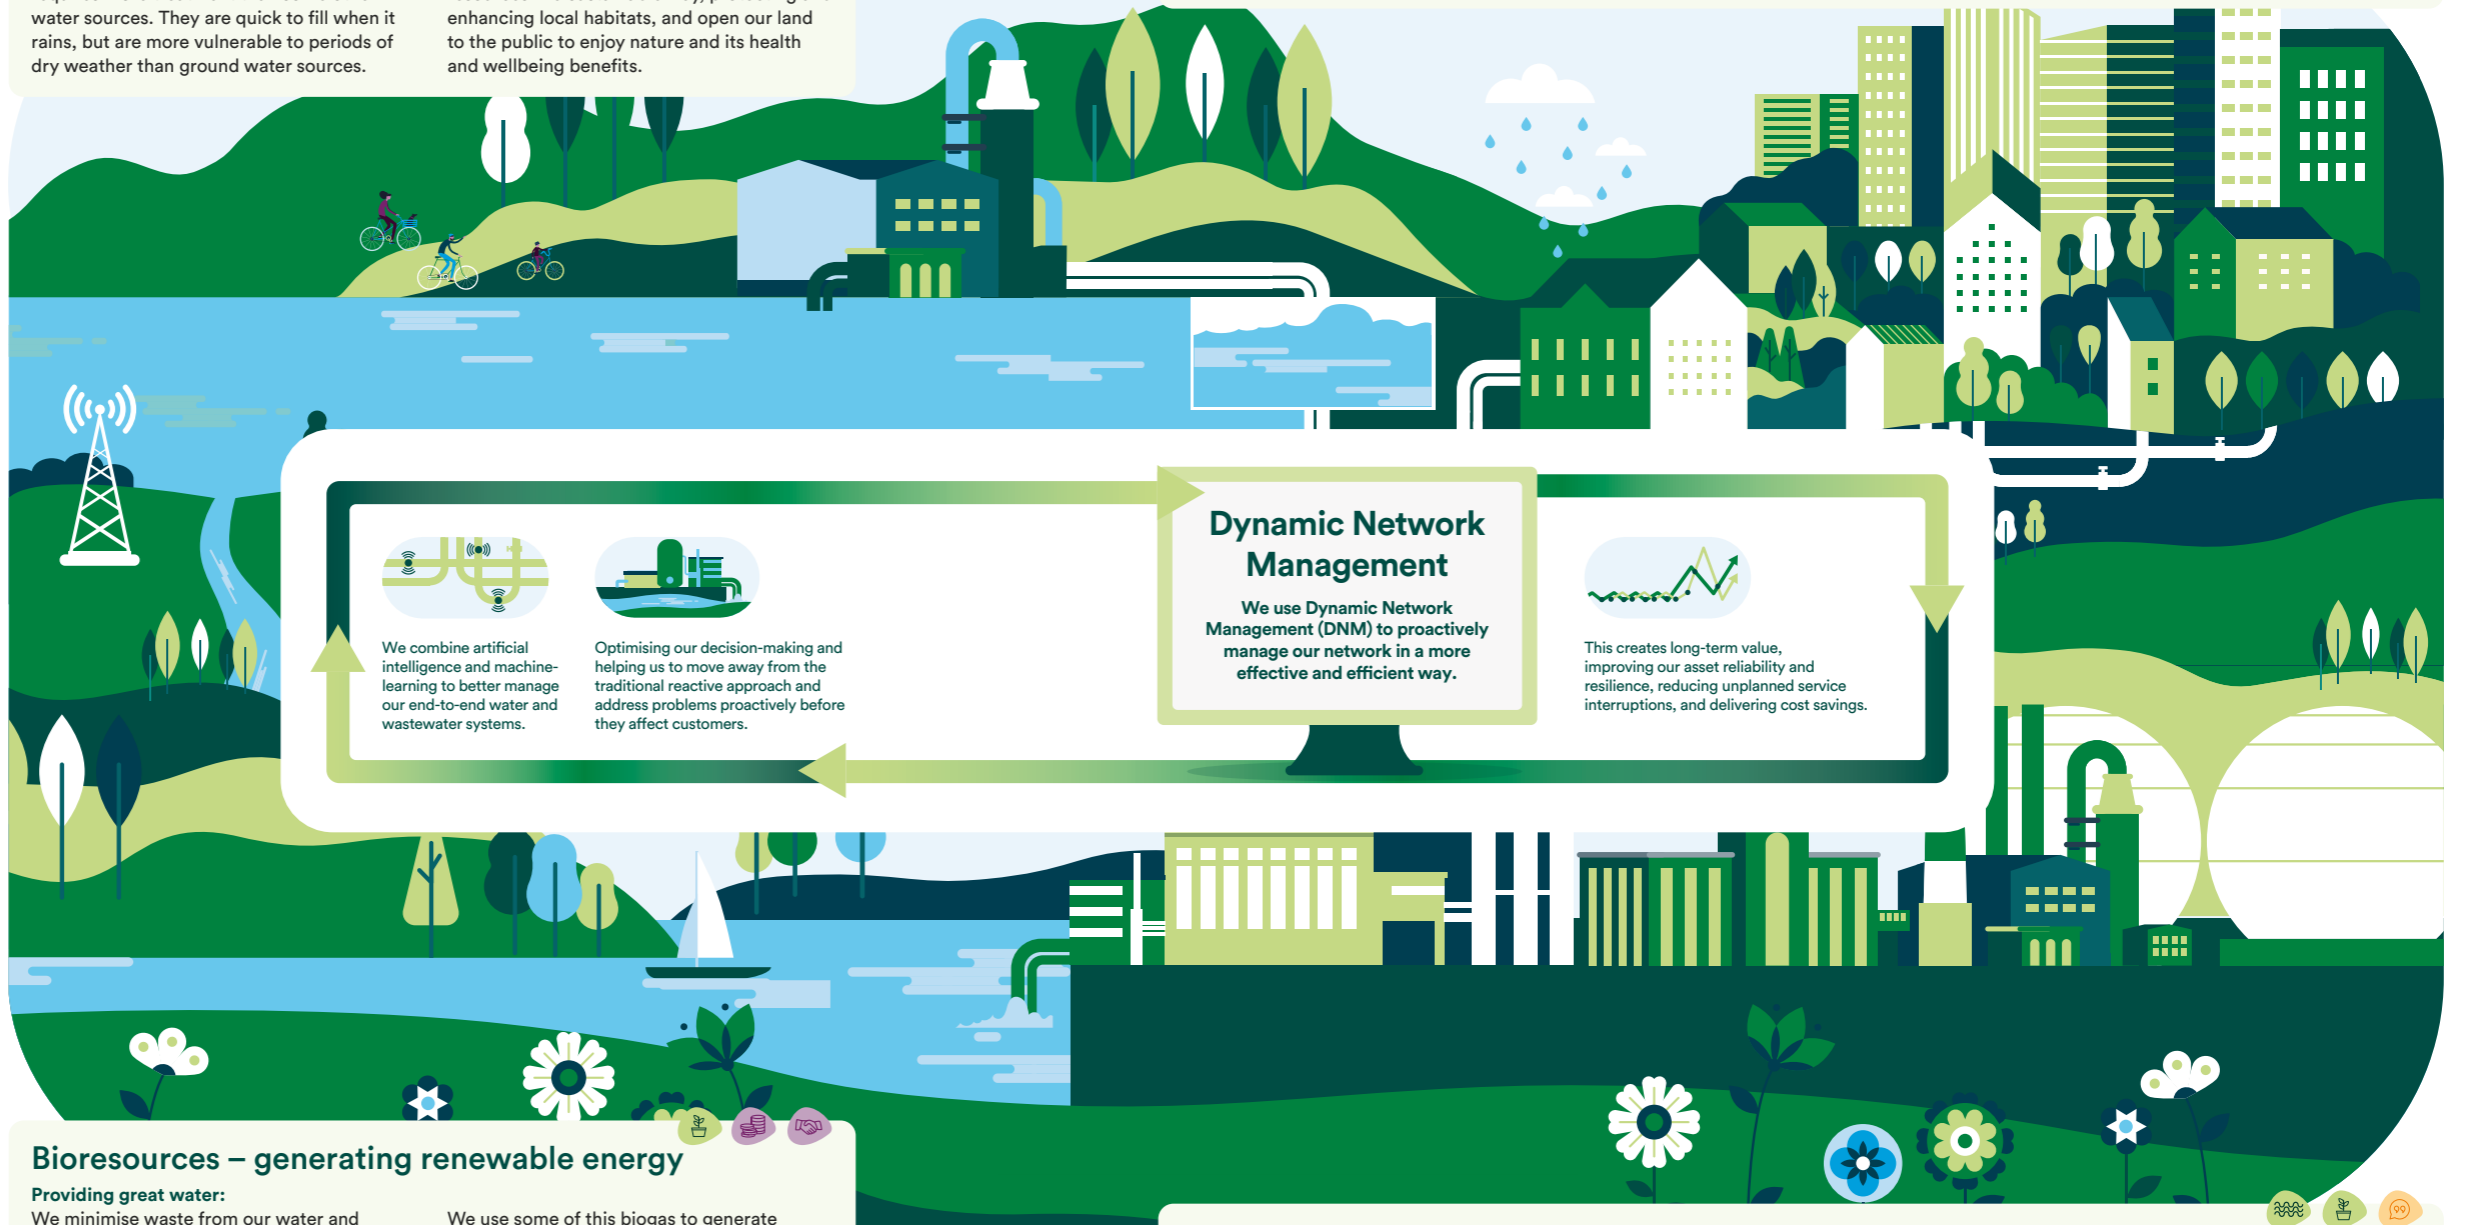 water sources. They are quick to fill when it
rains, but are more vulnerable to periods of
dry weather than ground water sources.
enhancing local habitats, and open our land
to the public to enjoy nature and its health
and wellbeing benefits.
We combine artificial
intelligence and machine-
learning to better manage
our end-to-end water and
wastewater systems.
Optimising our decision-making and
helping us to move away from the
traditional reactive approach and
address problems proactively before
they affect customers.
Dynamic Network
Management
We use Dynamic Network
Management (DNM) to proactively
manage our network in a more
effective and efficient way.
This creates long-term value,
improving our asset reliability and
resilience, reducing unplanned service
interruptions, and delivering cost savings.
Bioresources – generating renewable energy
Providing great water:
We minimise waste from our water and
We use some of this biogas to generate